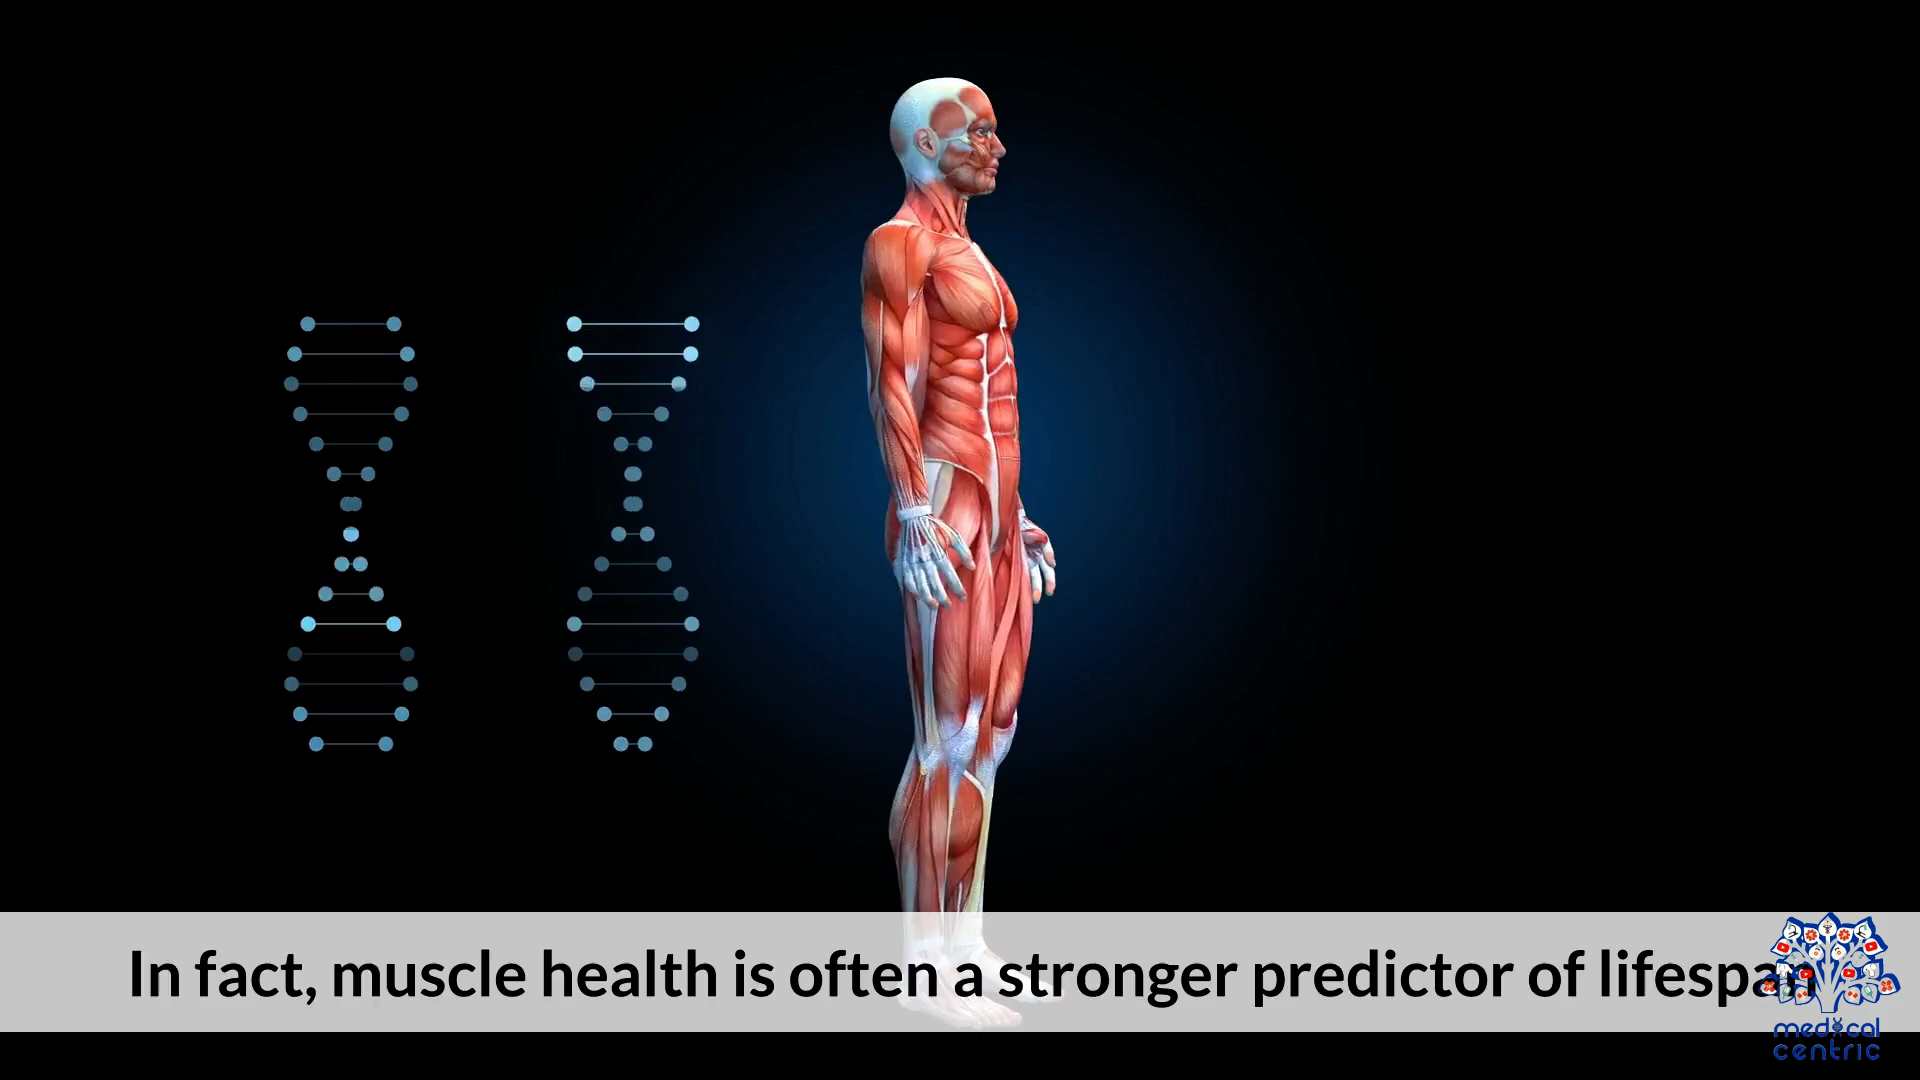 In fact, muscle health is often a stronger predictor of lifespan
medical
centric